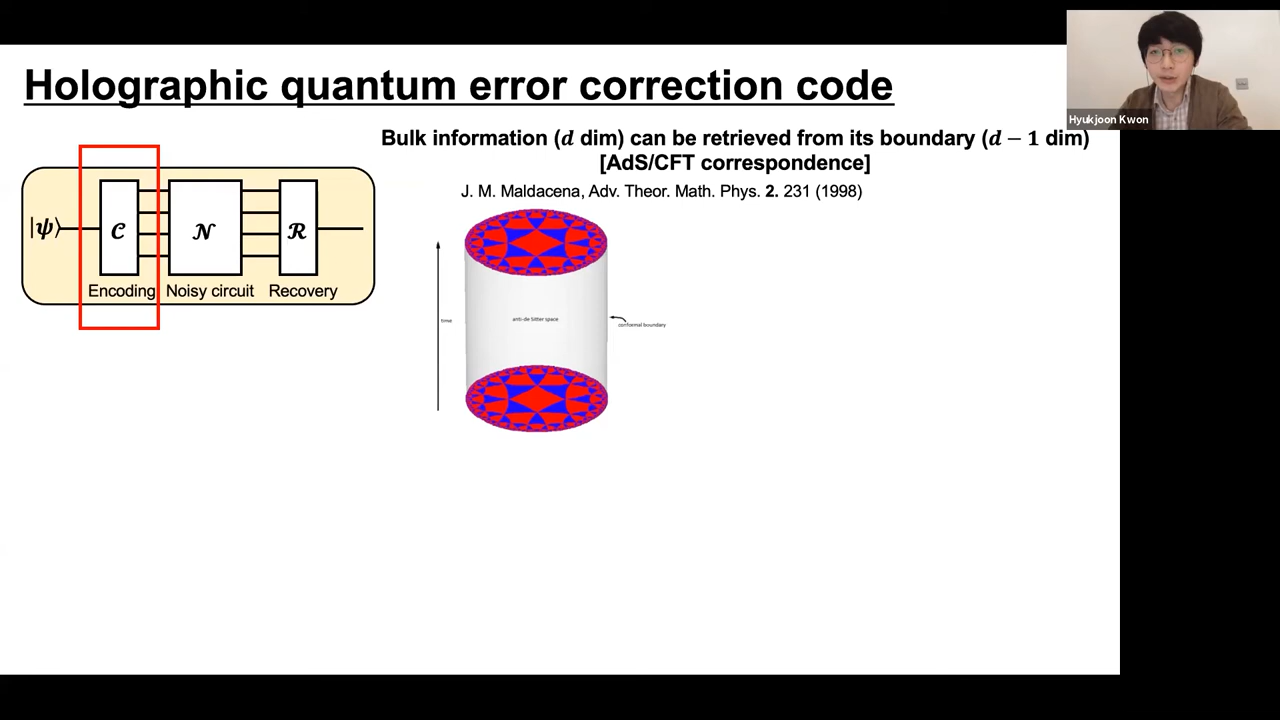 Holographic quantum error correction code
Hyukjoon Kwon
Bulk information (d dim) can be retrieved from its boundary (d − 1 dim)
[AdS/CFT correspondence]
J. M. Maldacena, Adv. Theor. Math. Phys. 2. 231 (1998)
|ψ⟩ 𝓒 𝓝 𝓡
Encoding Noisy circuit Recovery
time
anti-de Sitter space
conformal boundary